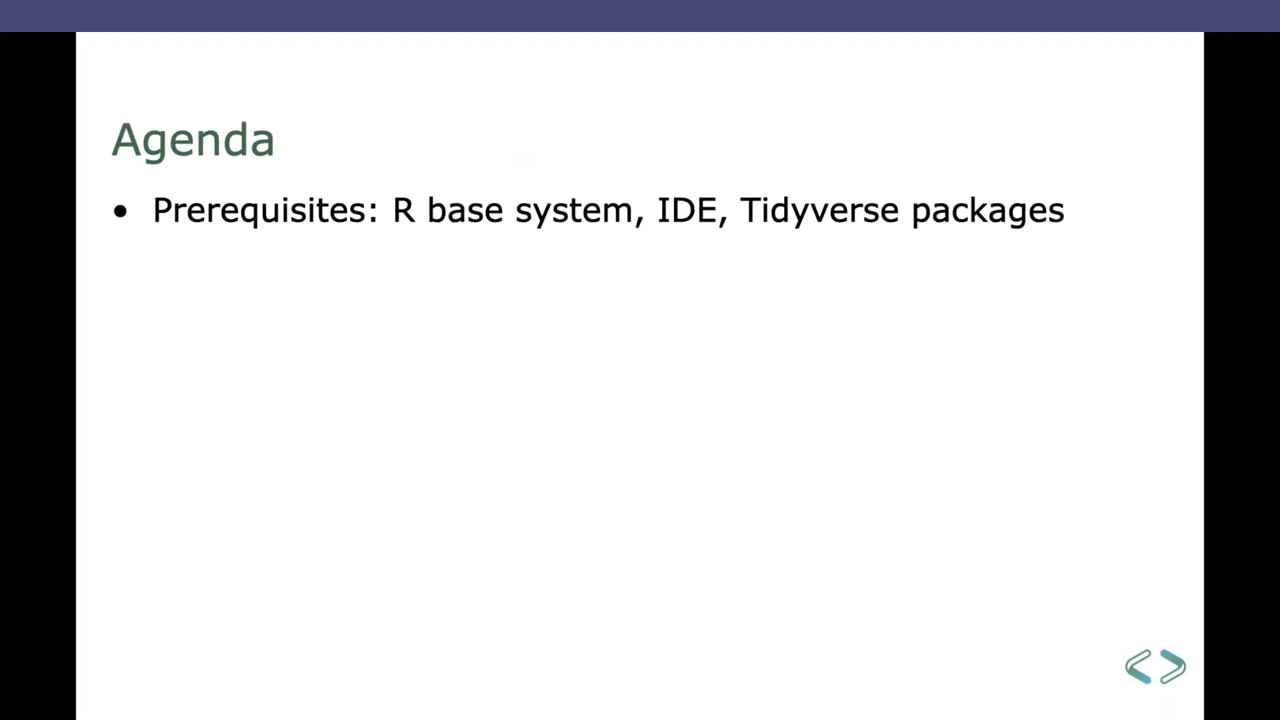 Agenda
• Prerequisites: R base system, IDE, Tidyverse packages